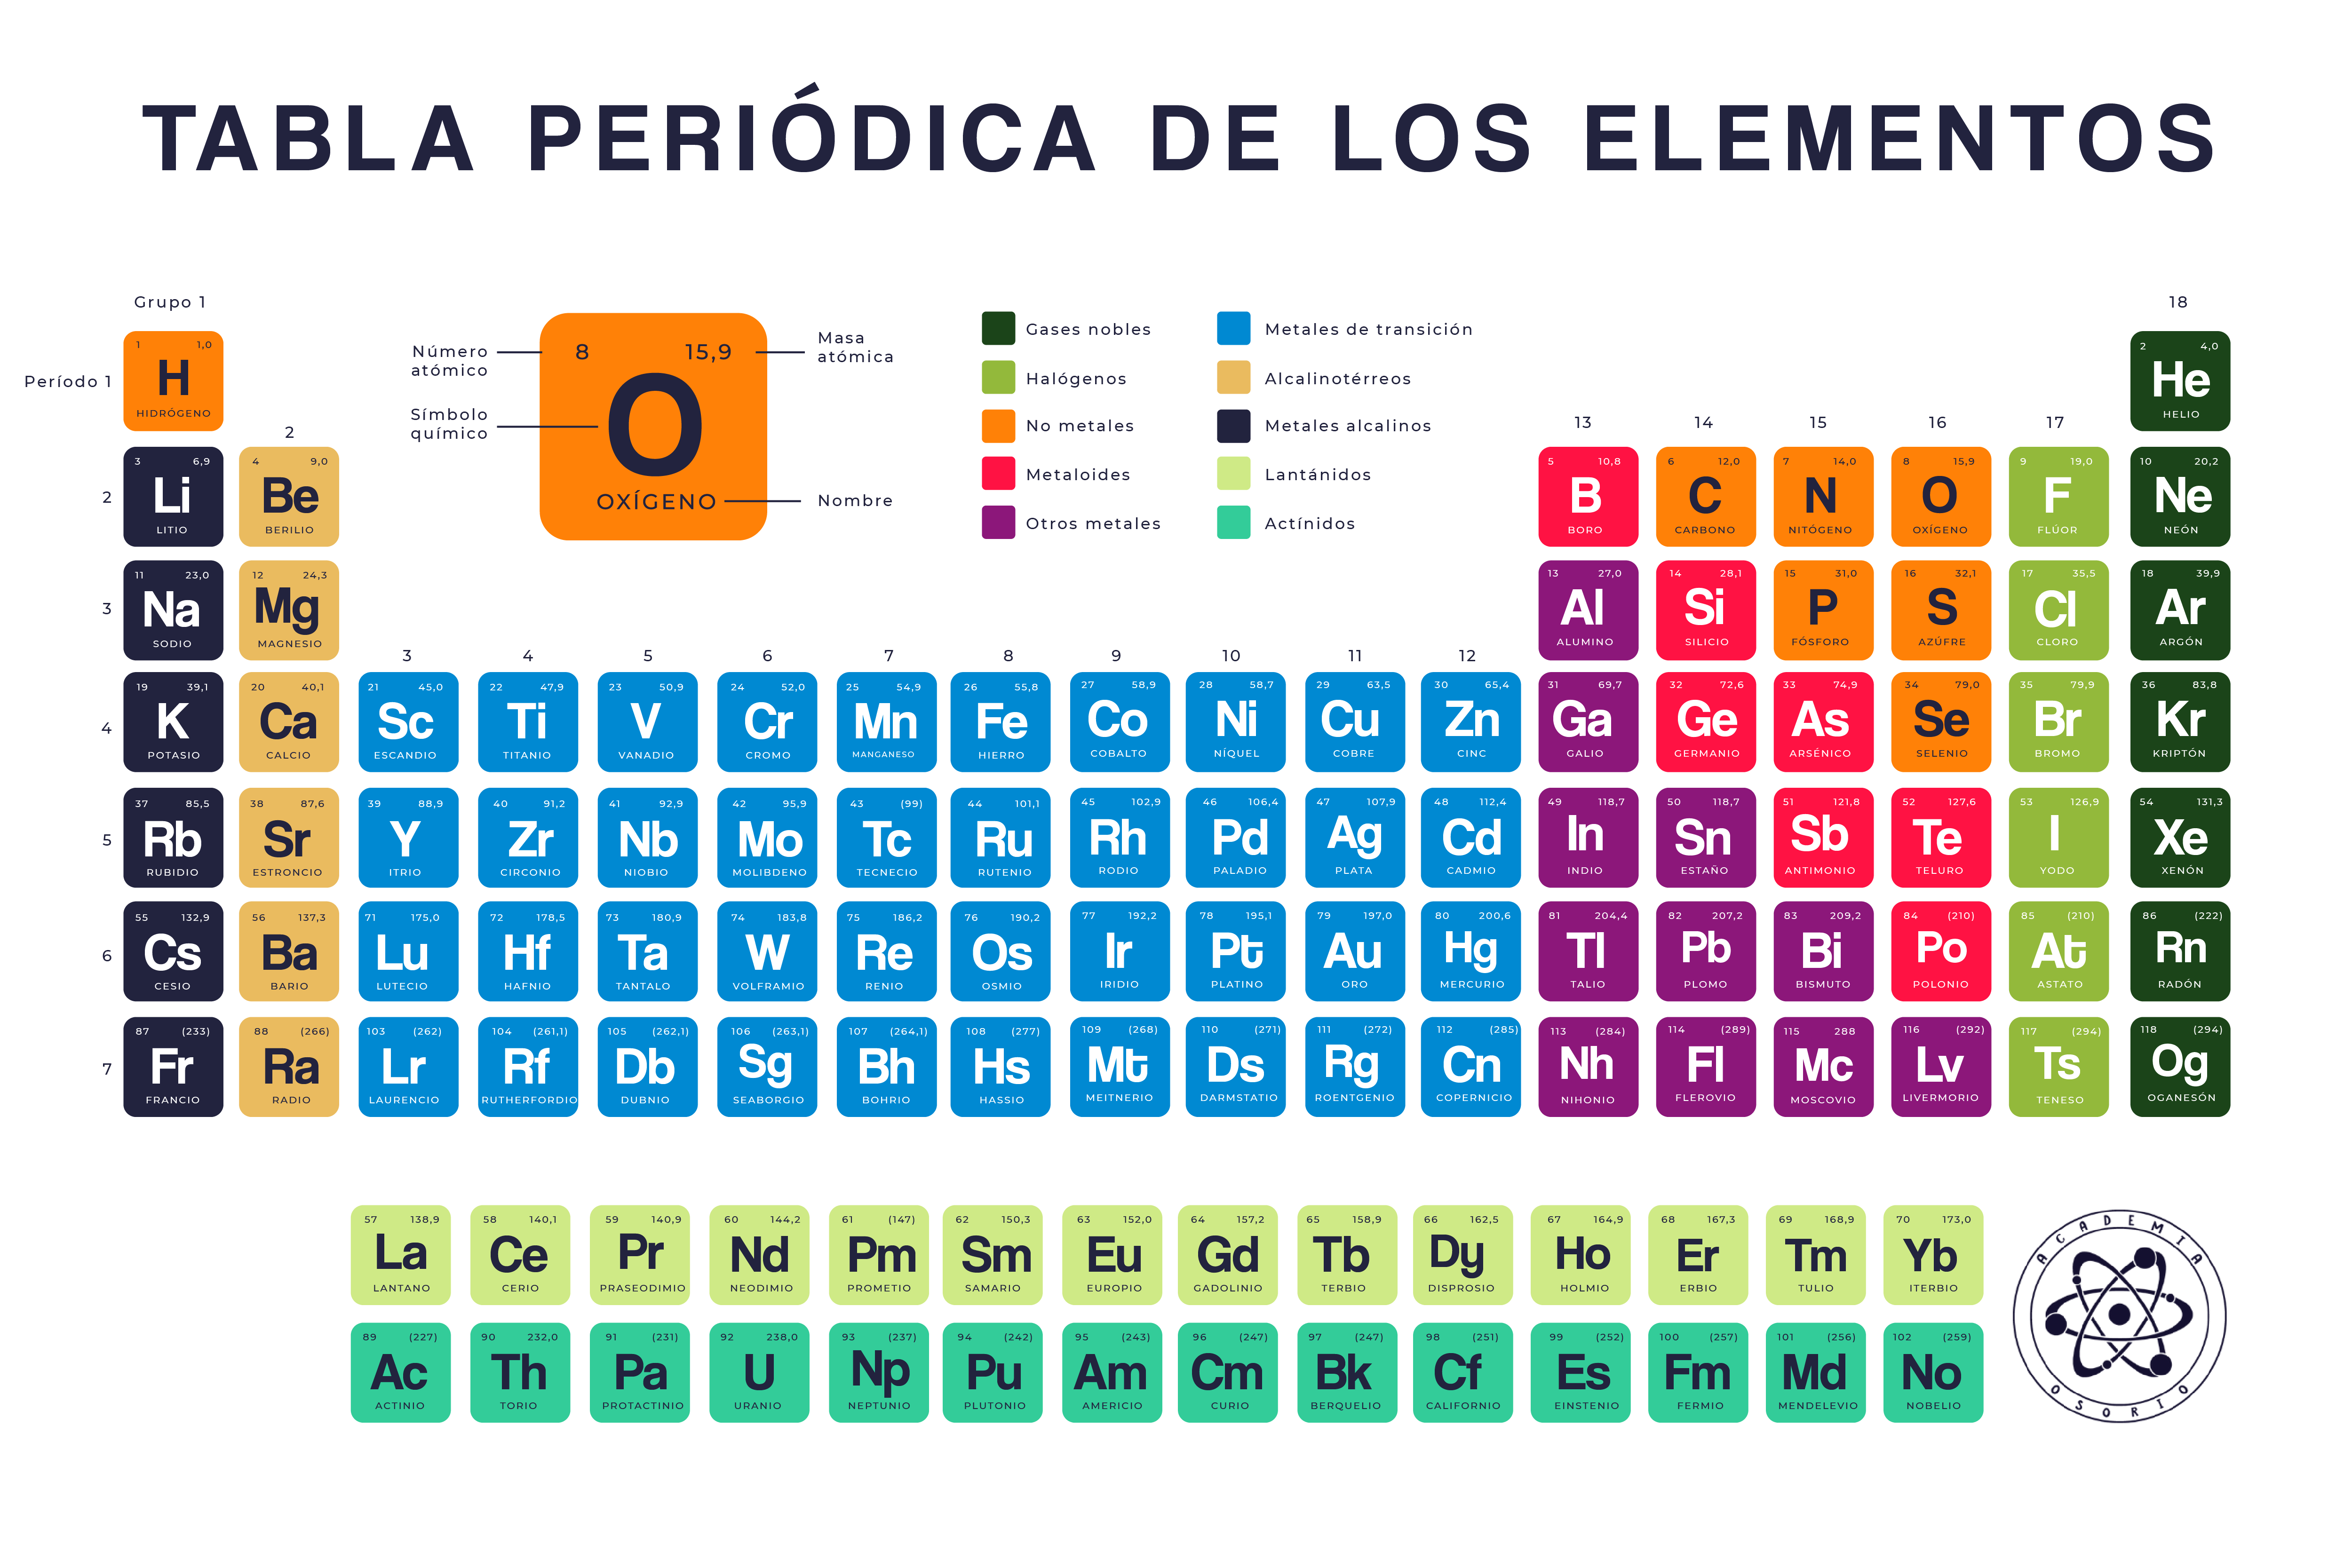 TABLA PERIÓDICA DE LOS ELEMENTOS
Grupo 1
18
Número atómico
8 15,9
Masa atómica
Símbolo químico
O
OXÍGENO
Nombre
Gases nobles
Halógenos
No metales
Metaloides
Otros metales
Metales de transición
Alcalinotérreos
Metales alcalinos
Lantánidos
Actínidos
Período 1
1 1,0 H HIDRÓGENO
2 4,0 He HELIO
2 13 14 15 16 17
2
3 6,9 Li LITIO
4 9,0 Be BERILIO
5 10,8 B BORO
6 12,0 C CARBONO
7 14,0 N NITÓGENO
8 15,9 O OXÍGENO
9 19,0 F FLÚOR
10 20,2 Ne NEÓN
3
11 23,0 Na SODIO
12 24,3 Mg MAGNESIO
13 27,0 Al ALUMINO
14 28,1 Si SILICIO
15 31,0 P FÓSFORO
16 32,1 S AZÚFRE
17 35,5 Cl CLORO
18 39,9 Ar ARGÓN
3 4 5 6 7 8 9 10 11 12
4
19 39,1 K POTASIO
20 40,1 Ca CALCIO
21 45,0 Sc ESCANDIO
22 47,9 Ti TITANIO
23 50,9 V VANADIO
24 52,0 Cr CROMO
25 54,9 Mn MANGANESO
26 55,8 Fe HIERRO
27 58,9 Co COBALTO
28 58,7 Ni NÍQUEL
29 63,5 Cu COBRE
30 65,4 Zn CINC
31 69,7 Ga GALIO
32 72,6 Ge GERMANIO
33 74,9 As ARSÉNICO
34 79,0 Se SELENIO
35 79,9 Br BROMO
36 83,8 Kr KRIPTÓN
5
37 85,5 Rb RUBIDIO
38 87,6 Sr ESTRONCIO
39 88,9 Y ITRIO
40 91,2 Zr CIRCONIO
41 92,9 Nb NIOBIO
42 95,9 Mo MOLIBDENO
43 (99) Tc TECNECIO
44 101,1 Ru RUTENIO
45 102,9 Rh RODIO
46 106,4 Pd PALADIO
47 107,9 Ag PLATA
48 112,4 Cd CADMIO
49 118,7 In INDIO
50 118,7 Sn ESTAÑO
51 121,8 Sb ANTIMONIO
52 127,6 Te TELURO
53 126,9 I YODO
54 131,3 Xe XENÓN
6
55 132,9 Cs CESIO
56 137,3 Ba BARIO
71 175,0 Lu LUTECIO
72 178,5 Hf HAFNIO
73 180,9 Ta TANTALO
74 183,8 W VOLFRAMIO
75 186,2 Re RENIO
76 190,2 Os OSMIO
77 192,2 Ir IRIDIO
78 195,1 Pt PLATINO
79 197,0 Au ORO
80 200,6 Hg MERCURIO
81 204,4 Tl TALIO
82 207,2 Pb PLOMO
83 209,2 Bi BISMUTO
84 (210) Po POLONIO
85 (210) At ASTATO
86 (222) Rn RADÓN
7
87 (233) Fr FRANCIO
88 (266) Ra RADIO
103 (262) Lr LAURENCIO
104 (261,1) Rf RUTHERFORDIO
105 (262,1) Db DUBNIO
106 (263,1) Sg SEABORGIO
107 (264,1) Bh BOHRIO
108 (277) Hs HASSIO
109 (268) Mt MEITNERIO
110 (271) Ds DARMSTATIO
111 (272) Rg ROENTGENIO
112 (285) Cn COPERNICIO
113 (284) Nh NIHONIO
114 (289) Fl FLEROVIO
115 288 Mc MOSCOVIO
116 (292) Lv LIVERMORIO
117 (294) Ts TENESO
118 (294) Og OGANESÓN
57 138,9 La LANTANO
58 140,1 Ce CERIO
59 140,9 Pr PRASEODIMIO
60 144,2 Nd NEODIMIO
61 (147) Pm PROMETIO
62 150,3 Sm SAMARIO
63 152,0 Eu EUROPIO
64 157,2 Gd GADOLINIO
65 158,9 Tb TERBIO
66 162,5 Dy DISPROSIO
67 164,9 Ho HOLMIO
68 167,3 Er ERBIO
69 168,9 Tm TULIO
70 173,0 Yb ITERBIO
89 (227) Ac ACTINIO
90 232,0 Th TORIO
91 (231) Pa PROTACTINIO
92 238,0 U URANIO
93 (237) Np NEPTUNIO
94 (242) Pu PLUTONIO
95 (243) Am AMERICIO
96 (247) Cm CURIO
97 (247) Bk BERQUELIO
98 (251) Cf CALIFORNIO
99 (252) Es EINSTENIO
100 (257) Fm FERMIO
101 (256) Md MENDELEVIO
102 (259) No NOBELIO
ACADEMIA
OSORIO